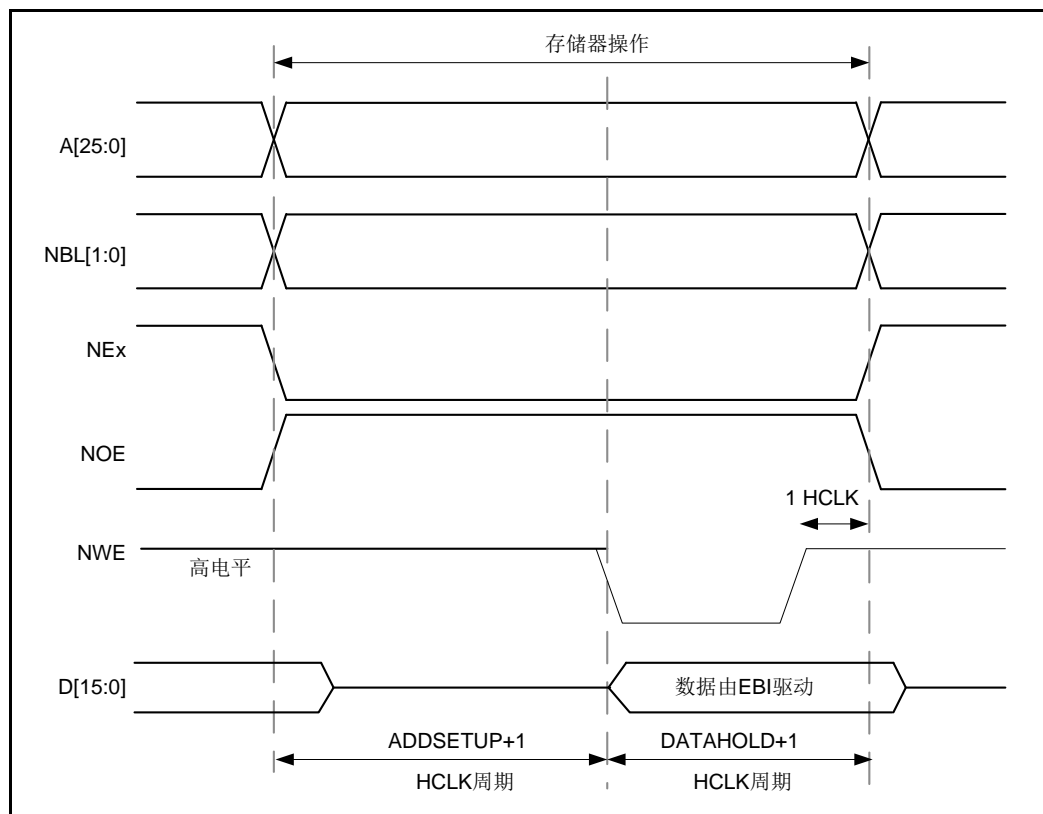 存储器操作
A[25:0]
NBL[1:0]
NEx
NOE
1 HCLK
NWE
高电平
D[15:0]
数据由EBI驱动
ADDSETUP+1
DATAHOLD+1
HCLK周期
HCLK周期